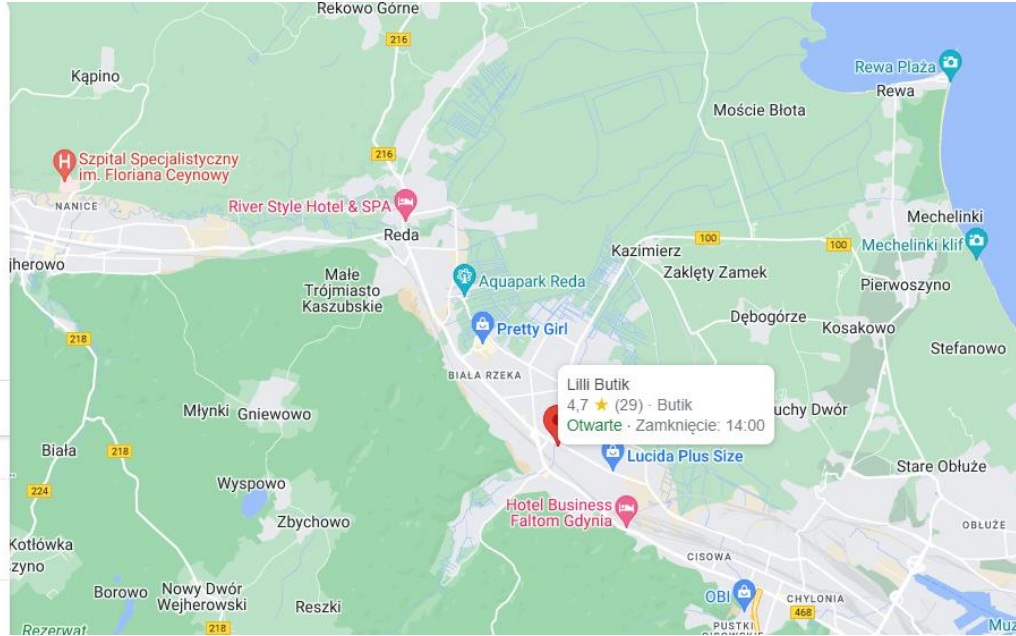 Rekowo Górne
216
Kąpino
Rewa Plaża
Rewa
Moście Błota
Szpital Specjalistyczny
im. Floriana Ceynowy
216
NANICE
River Style Hotel & SPA
Reda
Mechelinki
Mechelinki klif
100
100
Kazimierz
jherowo
Zaklęty Zamek
Małe
Trójmiasto
Kaszubskie
Aquapark Reda
Pierwoszyno
Dębogórze
Kosakowo
Pretty Girl
218
Stefanowo
BIAŁA RZEKA
Lilli Butik
4,7 ★ (29) · Butik
Otwarte · Zamknięcie: 14:00
Młynki
Gniewowo
uchy Dwór
Biała
218
Lucida Plus Size
Stare Obłuże
Wyspowo
224
Hotel Business
Faltom Gdynia
Zbychowo
OBŁUŻE
Kotłówka
zyno
CISOWA
Borowo
Nowy Dwór
Wejherowski
Reszki
OBI
CHYLONIA
468
218
PUSTKI
Muz
Rezerwat